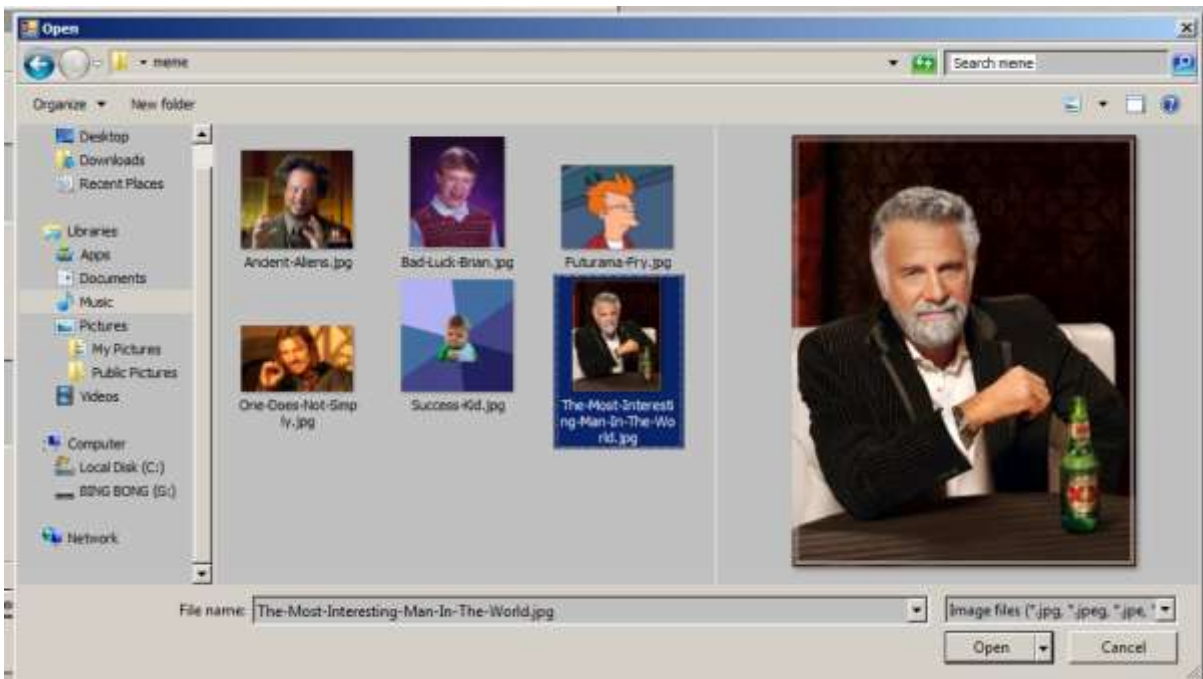 Open
meme
Search meme
Organize
New folder
Desktop
Downloads
Recent Places
Libraries
Apps
Documents
Music
Pictures
My Pictures
Public Pictures
Videos
Computer
Local Disk (C:)
BING BONG (G:)
Network
Ancient-Aliens.jpg
Bad-Luck-Brian.jpg
Futurama-Fry.jpg
One-Does-Not-Simp
ly.jpg
Success-Kid.jpg
The-Most-Interesti
ng-Man-In-The-Wo
rld.jpg
File name:
The-Most-Interesting-Man-In-The-World.jpg
Image files (*.jpg, *.jpeg, *.jpe, *
Open
Cancel